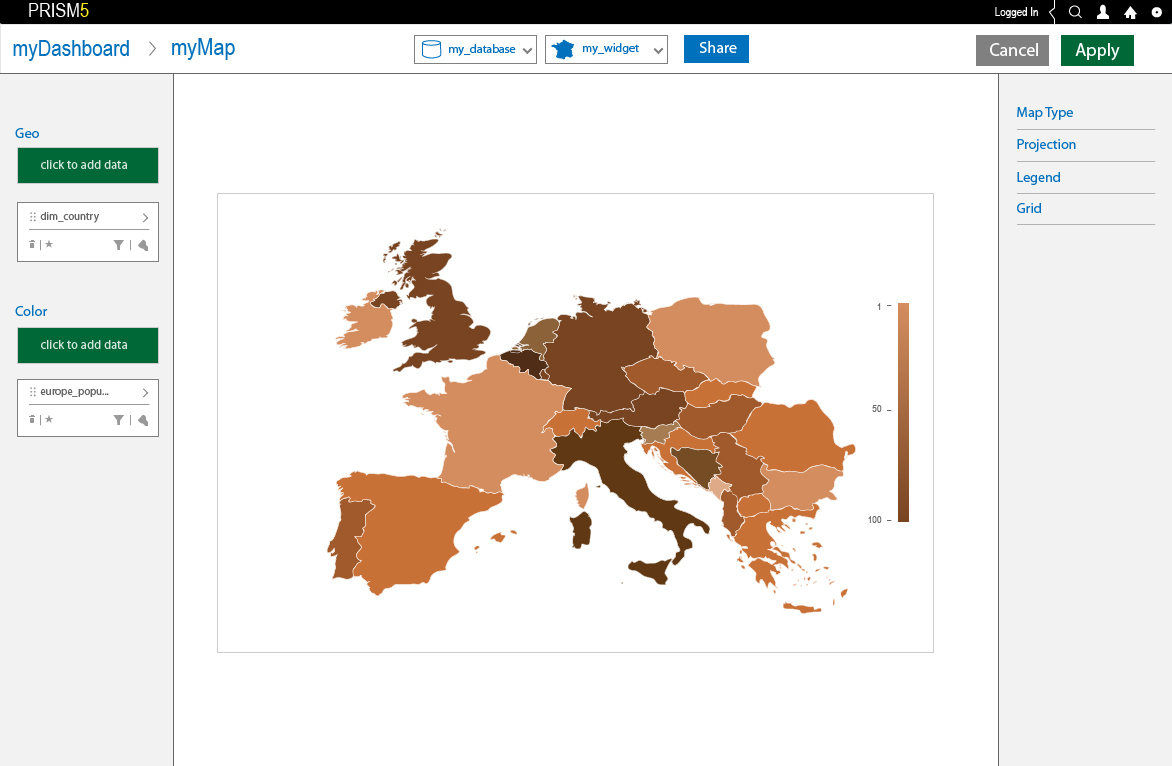 PRISM5
Logged In
myDashboard
myMap
my_database
my_widget
Share
Cancel
Apply
Geo
click to add data
dim_country
Color
click to add data
europe_popu...
1
50
100
Map Type
Projection
Legend
Grid